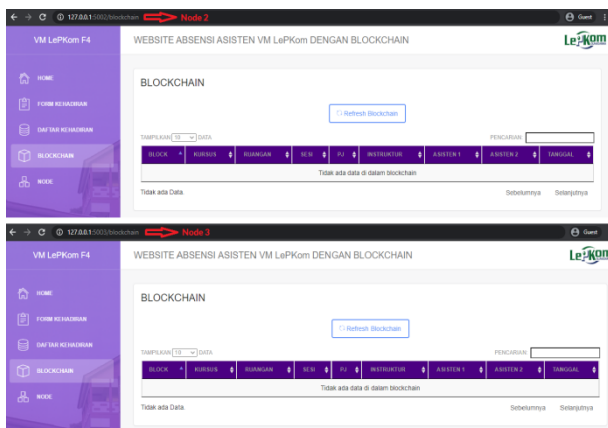 127.0.0.1:5002/blockchain Node 2 Guest
VM LePKom F4 WEBSITE ABSENSI ASISTEN VM LePKom DENGAN BLOCKCHAIN LePKom
HOME
FORM KEHADIRAN
DAFTAR KEHADIRAN
BLOCKCHAIN
NODE
BLOCKCHAIN
Refresh Blockchain
TAMPILKAN 10 DATA PENCARIAN:
BLOCK KURSUS RUANGAN SESI PJ INSTRUKTUR ASISTEN 1 ASISTEN 2 TANGGAL
Tidak ada data di dalam blockchain
Tidak ada Data. Sebelumnya Selanjutnya
127.0.0.1:5003/blockchain Node 3 Guest
VM LePKom F4 WEBSITE ABSENSI ASISTEN VM LePKom DENGAN BLOCKCHAIN LePKom
HOME
FORM KEHADIRAN
DAFTAR KEHADIRAN
BLOCKCHAIN
NODE
BLOCKCHAIN
Refresh Blockchain
TAMPILKAN 10 DATA PENCARIAN:
BLOCK KURSUS RUANGAN SESI PJ INSTRUKTUR ASISTEN 1 ASISTEN 2 TANGGAL
Tidak ada data di dalam blockchain
Tidak ada Data. Sebelumnya Selanjutnya